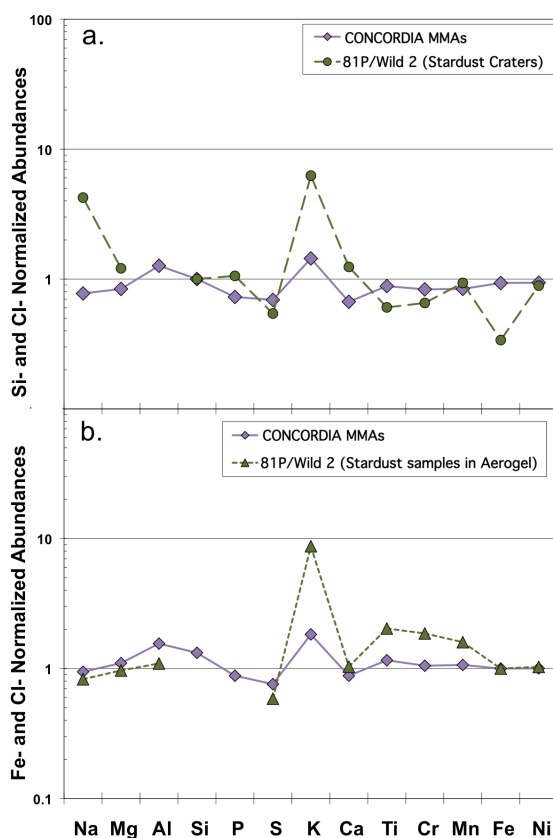 100
a.
CONCORDIA MMAs
81P/Wild 2 (Stardust Craters)
Si- and CI- Normalized Abundances
10
1
b.
CONCORDIA MMAs
81P/Wild 2 (Stardust samples in Aerogel)
Fe- and CI- Normalized Abundances
10
1
0.1
Na Mg Al Si P S K Ca Ti Cr Mn Fe Ni